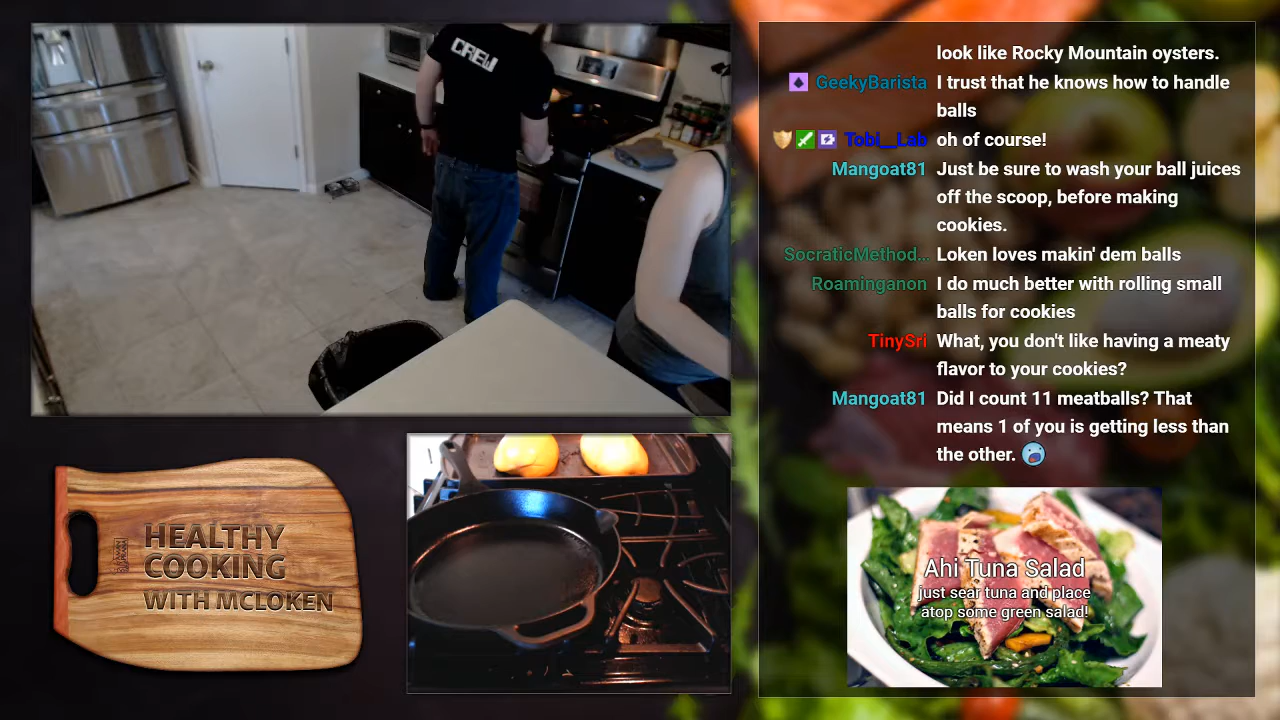 CREW
HEALTHY
COOKING
WITH MCLOKEN
look like Rocky Mountain oysters.
GeekyBarista I trust that he knows how to handle
balls
Tobi__Lab oh of course!
Mangoat81 Just be sure to wash your ball juices
off the scoop, before making
cookies.
SocraticMethod… Loken loves makin' dem balls
Roaminganon I do much better with rolling small
balls for cookies
TinySri What, you don't like having a meaty
flavor to your cookies?
Mangoat81 Did I count 11 meatballs? That
means 1 of you is getting less than
the other.
Ahi Tuna Salad
just sear tuna and place
atop some green salad!